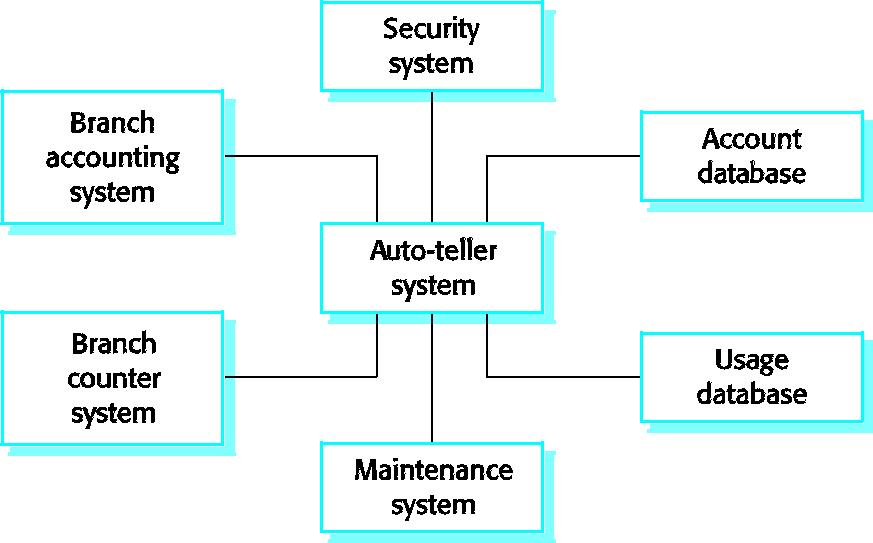 Security
system
Branch
accounting
system
Account
database
Auto-teller
system
Branch
counter
system
Usage
database
Maintenance
system